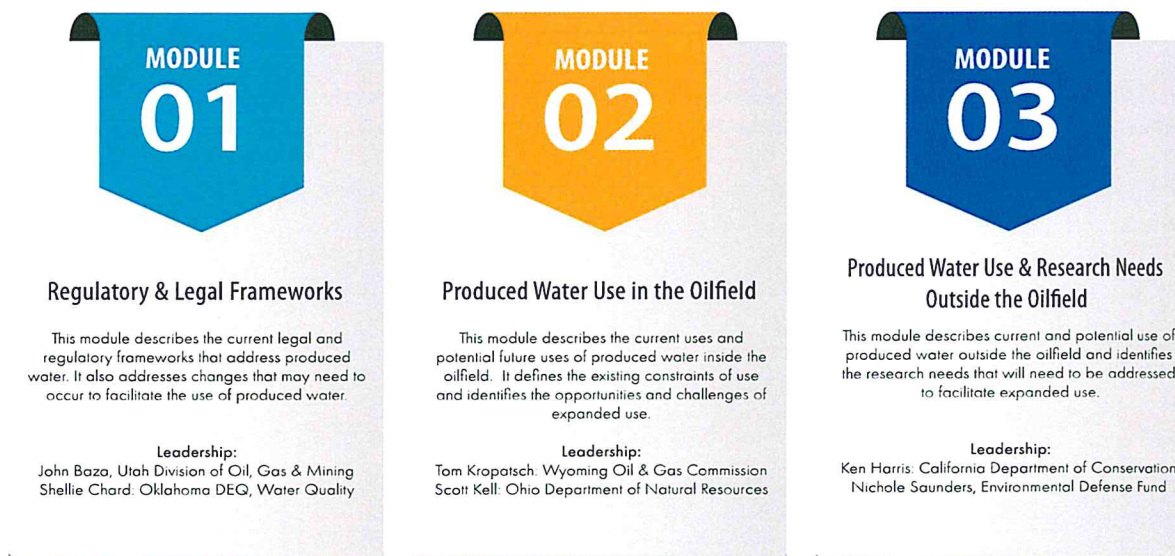 MODULE
01
Regulatory & Legal Frameworks
This module describes the current legal and
regulatory frameworks that address produced
water. It also addresses changes that may need to
occur to facilitate the use of produced water.
Leadership:
John Baza, Utah Division of Oil, Gas & Mining
Shellie Chard: Oklahoma DEQ, Water Quality
MODULE
02
Produced Water Use in the Oilfield
This module describes the current uses and
potential future uses of produced water inside the
oilfield. It defines the existing constraints of use
and identifies the opportunities and challenges of
expanded use.
Leadership:
Tom Kropatsch: Wyoming Oil & Gas Commission
Scott Kell: Ohio Department of Natural Resources
MODULE
03
Produced Water Use & Research Needs
Outside the Oilfield
This module describes current and potential use of
produced water outside the oilfield and identifies
the research needs that will need to be addressed
to facilitate expanded use.
Leadership:
Ken Harris: California Department of Conservation
Nichole Saunders, Environmental Defense Fund